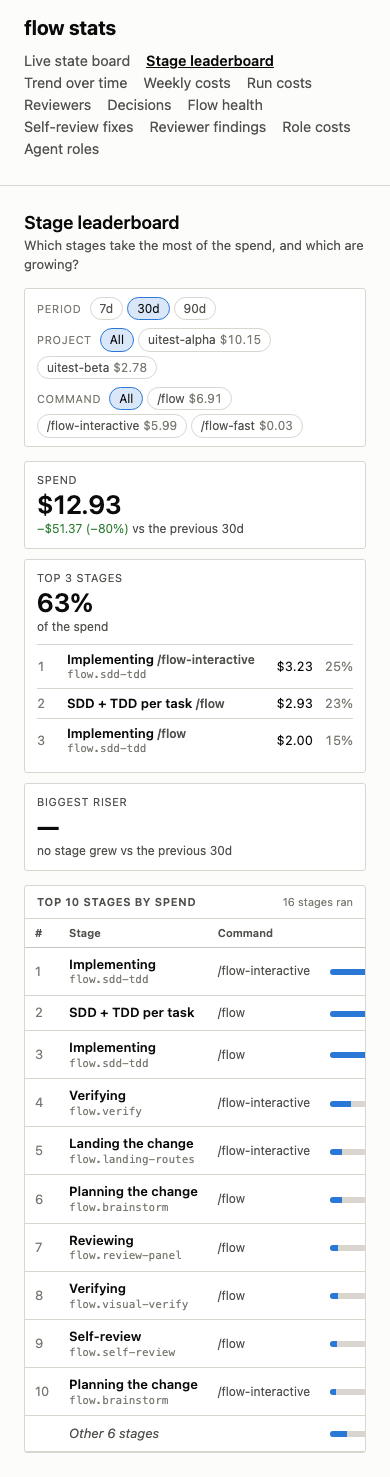 flow stats
Live state board Stage leaderboard
Trend over time Weekly costs Run costs
Reviewers Decisions Flow health
Self-review fixes Reviewer findings Role costs
Agent roles
Stage leaderboard
Which stages take the most of the spend, and which are
growing?
PERIOD 7d 30d 90d
PROJECT All uitest-alpha $10.15
uitest-beta $2.78
COMMAND All /flow $6.91
/flow-interactive $5.99 /flow-fast $0.03
SPEND
$12.93
−$51.37 (−80%) vs the previous 30d
TOP 3 STAGES
63%
of the spend
1 Implementing /flow-interactive $3.23 25%
flow.sdd-tdd
2 SDD + TDD per task /flow $2.93 23%
3 Implementing /flow $2.00 15%
flow.sdd-tdd
BIGGEST RISER
—
no stage grew vs the previous 30d
TOP 10 STAGES BY SPEND 16 stages ran
# Stage Command
1 Implementing /flow-interactive
flow.sdd-tdd
2 SDD + TDD per task /flow
3 Implementing /flow
flow.sdd-tdd
4 Verifying /flow-interactive
flow.verify
5 Landing the change /flow-interactive
flow.landing-routes
6 Planning the change /flow
flow.brainstorm
7 Reviewing /flow
flow.review-panel
8 Verifying /flow
flow.visual-verify
9 Self-review /flow
flow.self-review
10 Planning the change /flow-interactive
flow.brainstorm
Other 6 stages